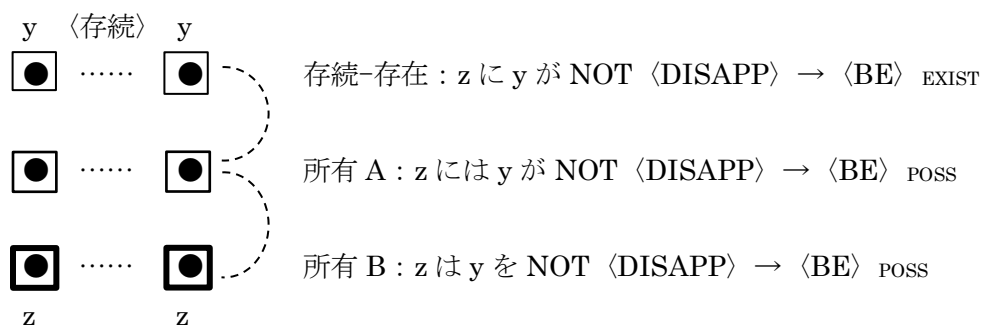 y 〈存続〉 y
…… 存続−存在：z に y が NOT 〈DISAPP〉 → 〈BE〉 EXIST
…… 所有 A：z には y が NOT 〈DISAPP〉 → 〈BE〉 POSS
…… 所有 B：z は y を NOT 〈DISAPP〉 → 〈BE〉 POSS
z z